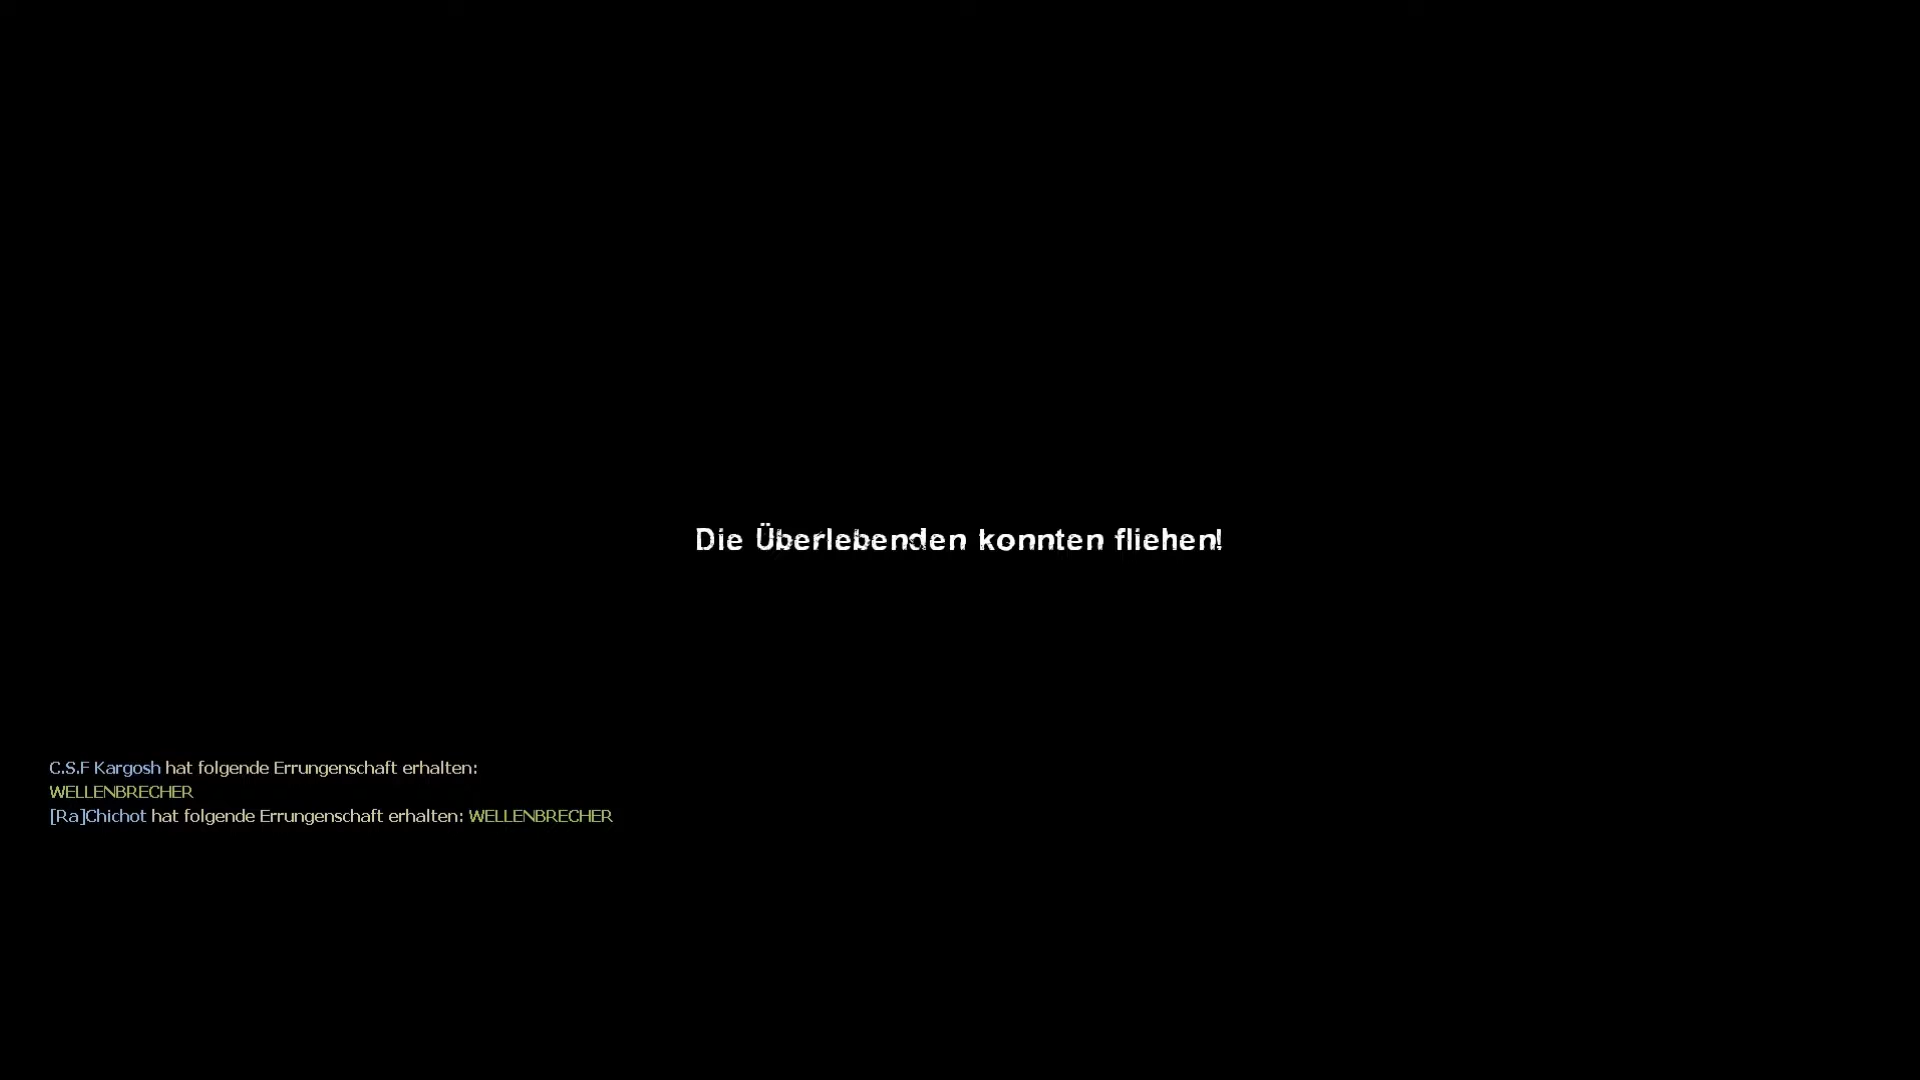 Die Überlebenden konnten fliehen!
C.S.F Kargosh hat folgende Errungenschaft erhalten:
WELLENBRECHER
[Ra]Chichot hat folgende Errungenschaft erhalten: WELLENBRECHER